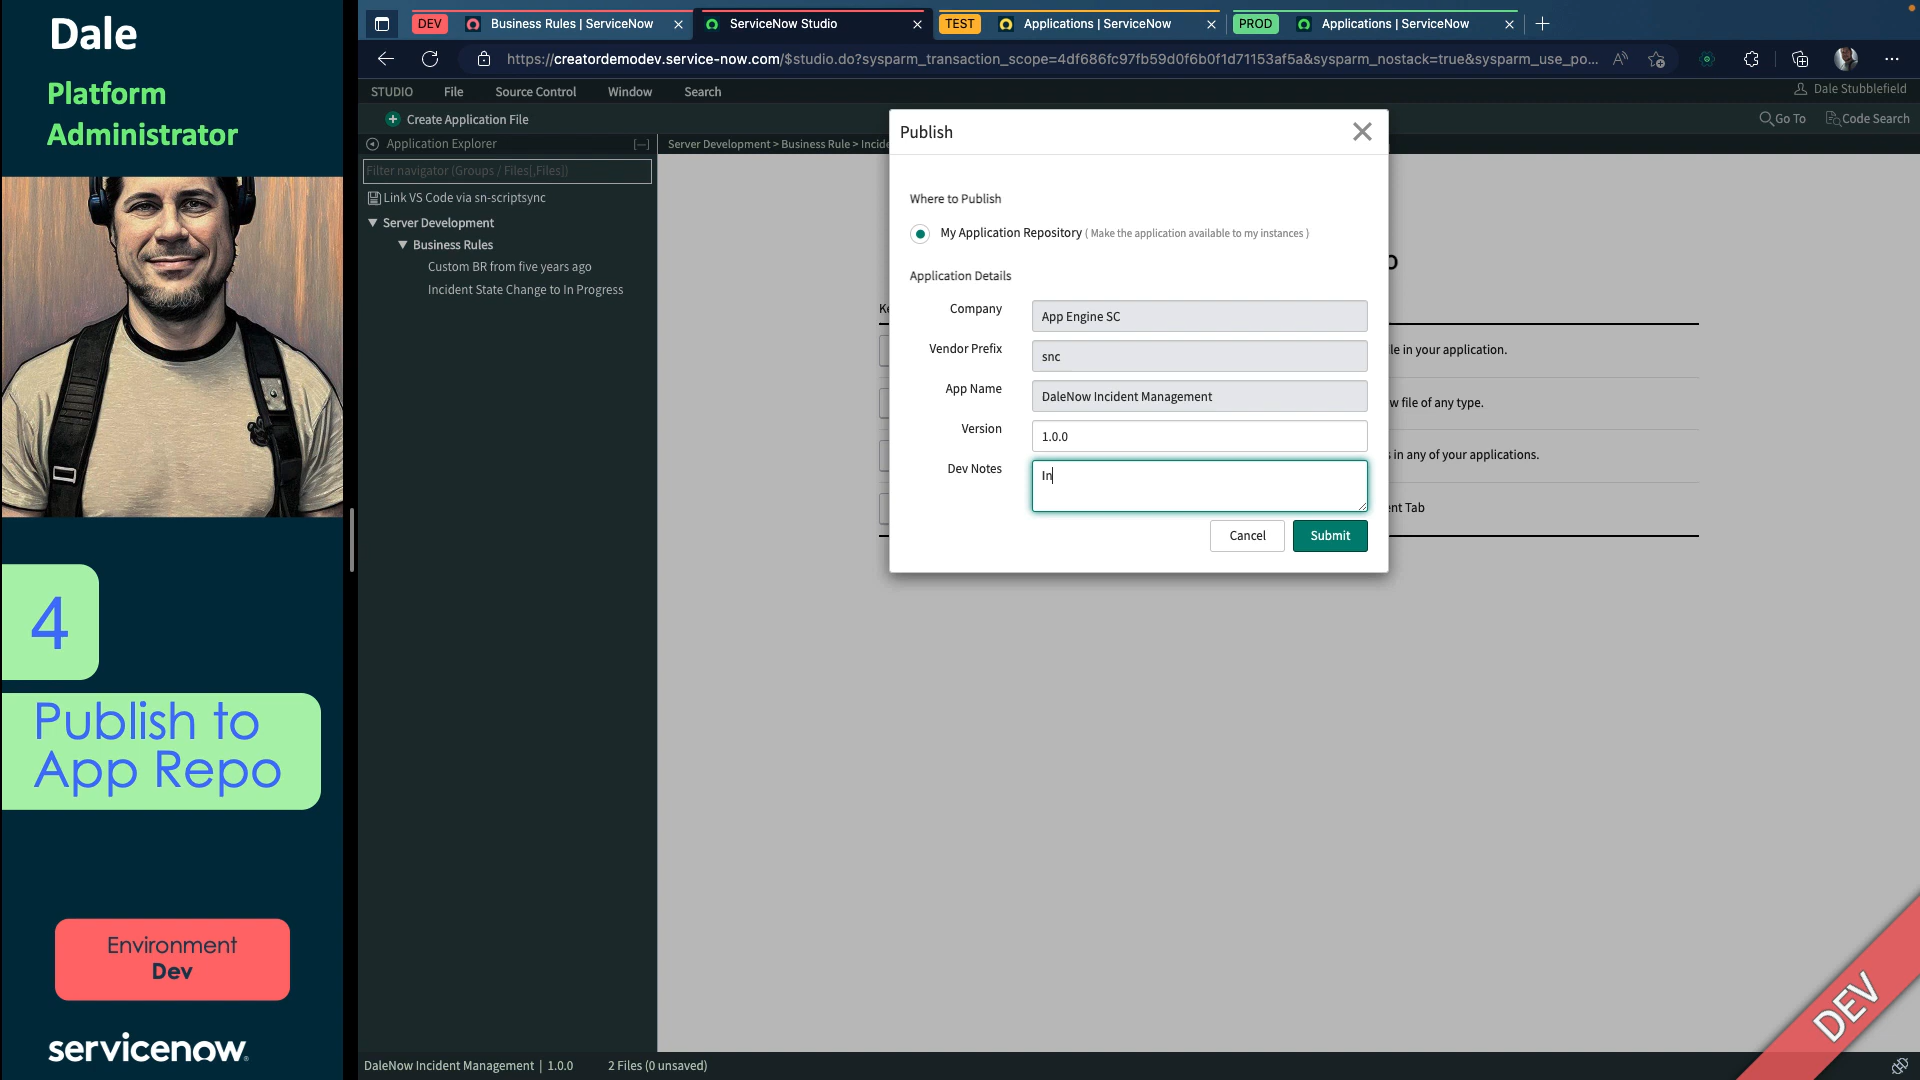 Dale
Platform
Administrator
4
Publish to
App Repo
Environment
Dev
servicenow
DEV
Business Rules | ServiceNow
ServiceNow Studio
TEST
Applications | ServiceNow
PROD
Applications | ServiceNow
https://creatordemodev.service-now.com/$studio.do?sysparm_transaction_scope=4df686fc97fb59d0f6b0f1d71153af5a&sysparm_nostack=true&sysparm_use_po...
STUDIO
File
Source Control
Window
Search
Dale Stubblefield
Create Application File
Go To
Code Search
Application Explorer
Server Development > Business Rule > Incide
Filter navigator (Groups / Files[,Files])
Link VS Code via sn-scriptsync
Server Development
Business Rules
Custom BR from five years ago
Incident State Change to In Progress
Publish
Where to Publish
My Application Repository ( Make the application available to my instances )
Application Details
Company
App Engine SC
Vendor Prefix
snc
App Name
DaleNow Incident Management
Version
1.0.0
Dev Notes
In
Cancel
Submit
o
Ke
le in your application.
w file of any type.
s in any of your applications.
ent Tab
DEV
DaleNow Incident Management | 1.0.0
2 Files (0 unsaved)